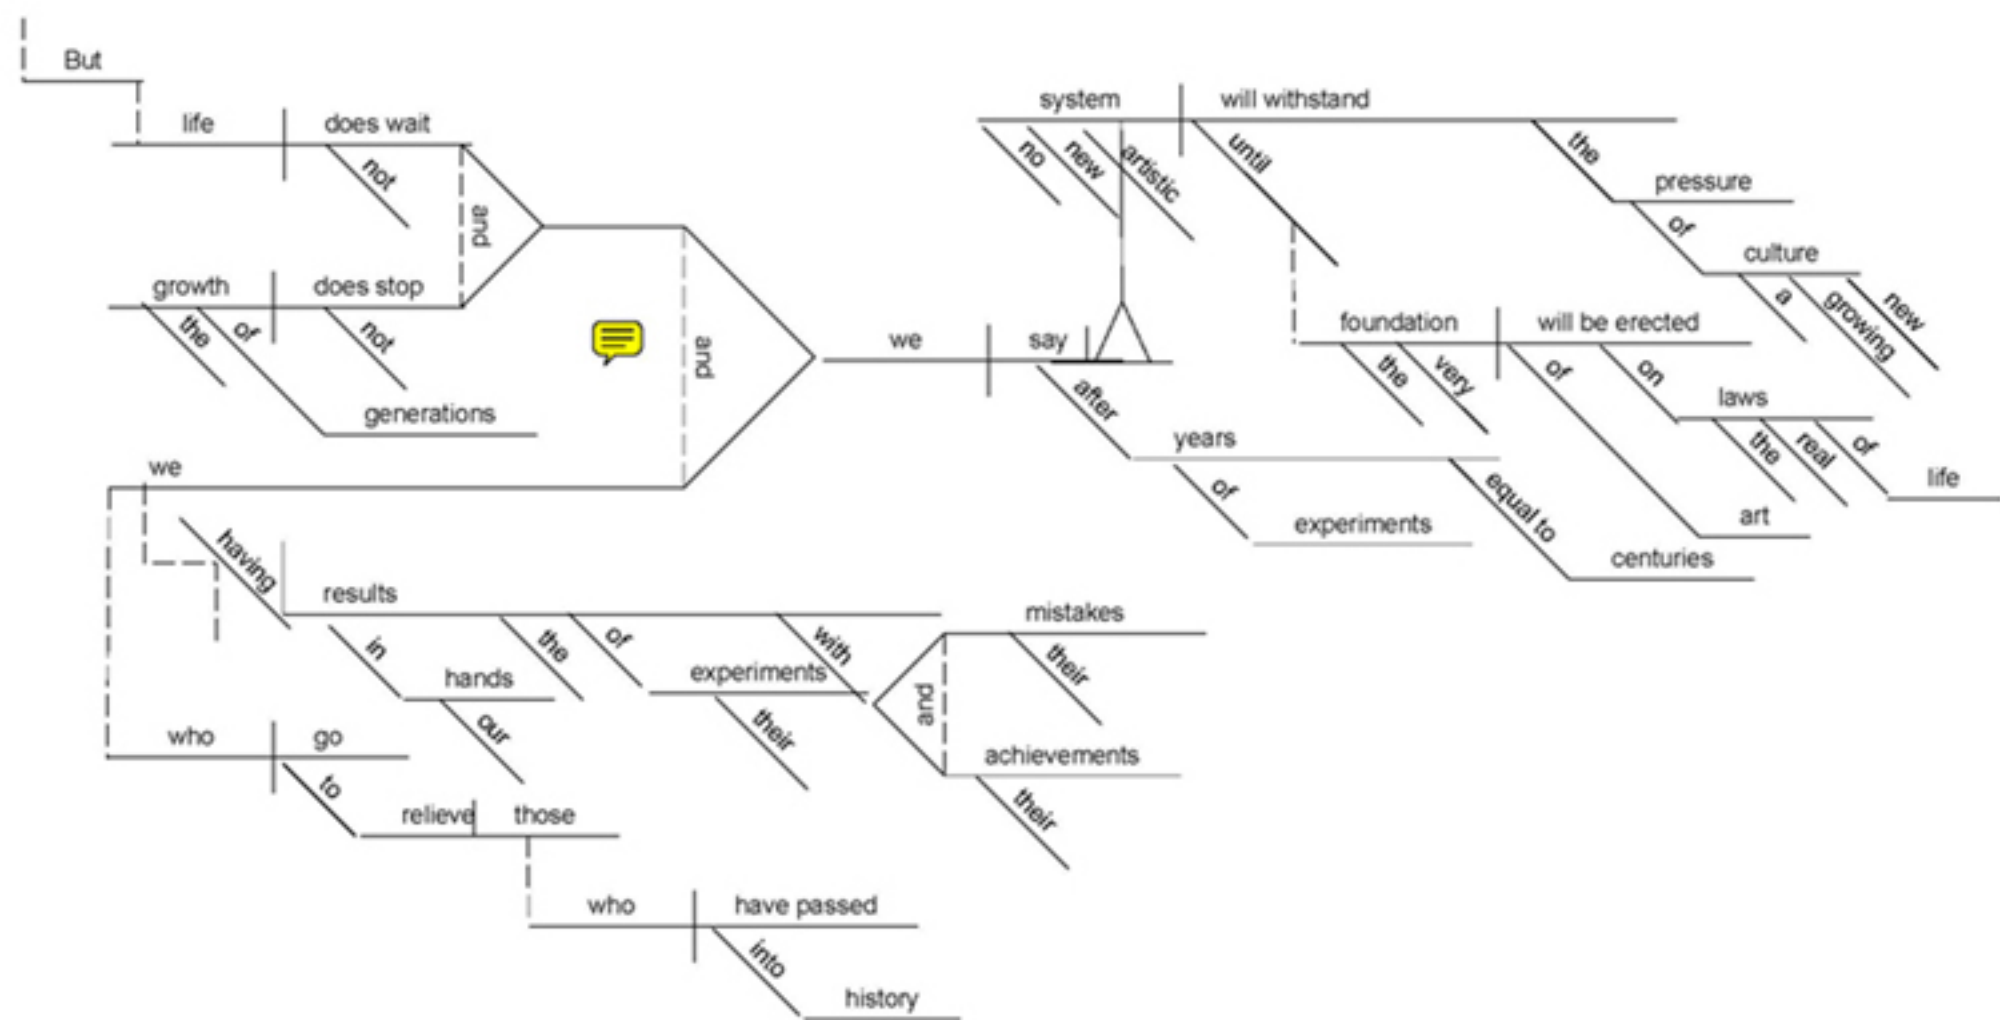 But
life does wait
not
and
growth does stop
the of not
generations
and
we say
after
years
of equal to
experiments
centuries
system will withstand
no new artistic until the
pressure
of
culture
a growing new
foundation will be erected
the very of on
laws
the real of
life
art
we
having
results
in the of with
hands
our
experiments
their
and
mistakes
their
achievements
their
who go
to
relieve those
who have passed
into
history